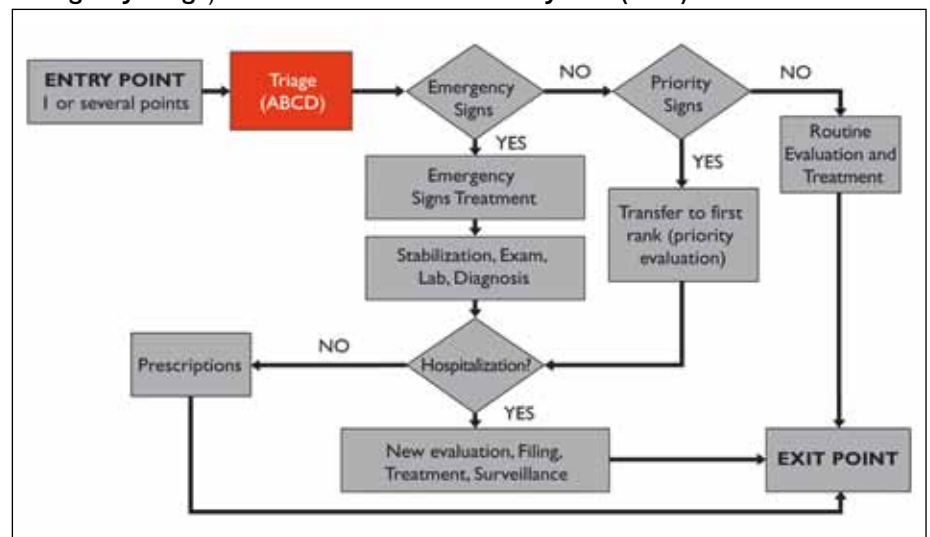 ENTRY POINT
1 or several points
Triage
(ABCD)
Emergency
Signs
NO
Priority
Signs
NO
YES
YES
Routine
Evaluation and
Treatment
Emergency
Signs Treatment
Transfer to first
rank (priority
evaluation)
Stabilization, Exam,
Lab, Diagnosis
NO
Prescriptions
Hospitalization?
YES
New evaluation, Filing,
Treatment, Surveillance
EXIT POINT